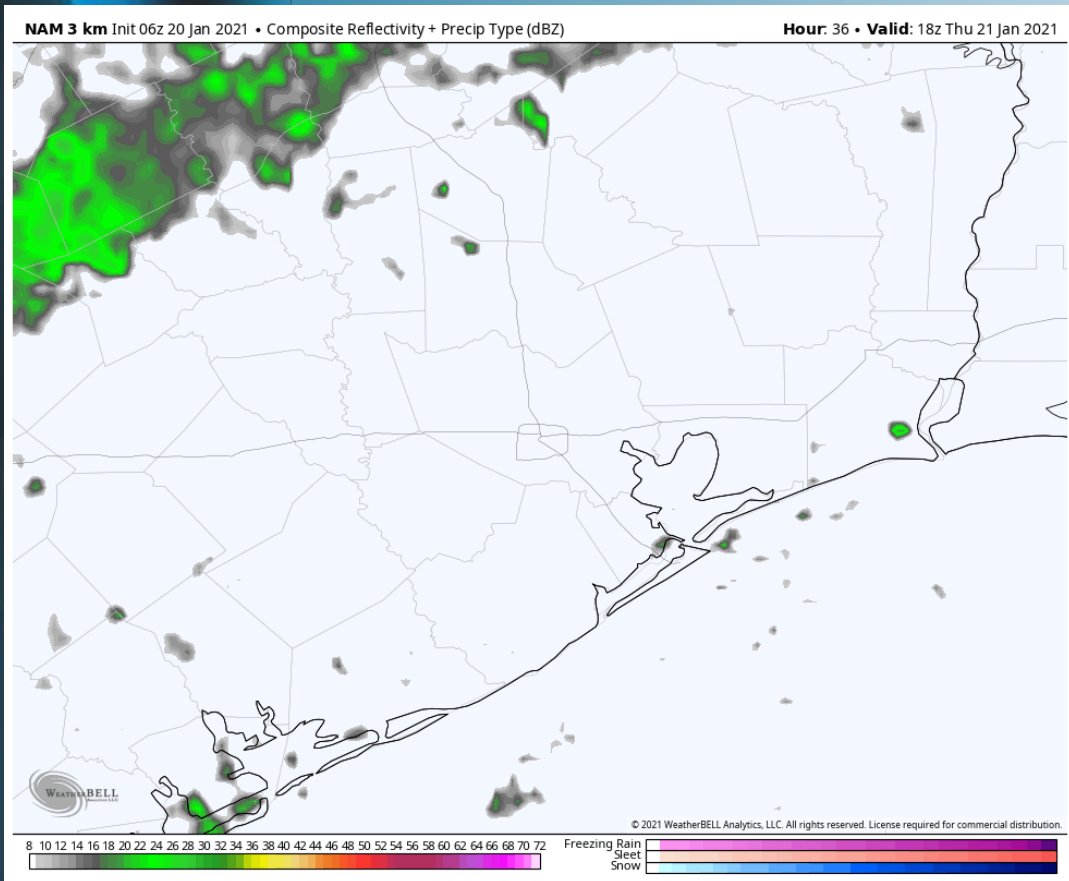 NAM 3 km Init 06z 20 Jan 2021 • Composite Reflectivity + Precip Type (dBZ) Hour: 36 • Valid: 18z Thu 21 Jan 2021
WEATHERBELL
Analytics LLC
© 2021 WeatherBELL Analytics, LLC. All rights reserved. License required for commercial distribution.
8 10 12 14 16 18 20 22 24 26 28 30 32 34 36 38 40 42 44 46 48 50 52 54 56 58 60 62 64 66 68 70 72
Freezing Rain
Sleet
Snow